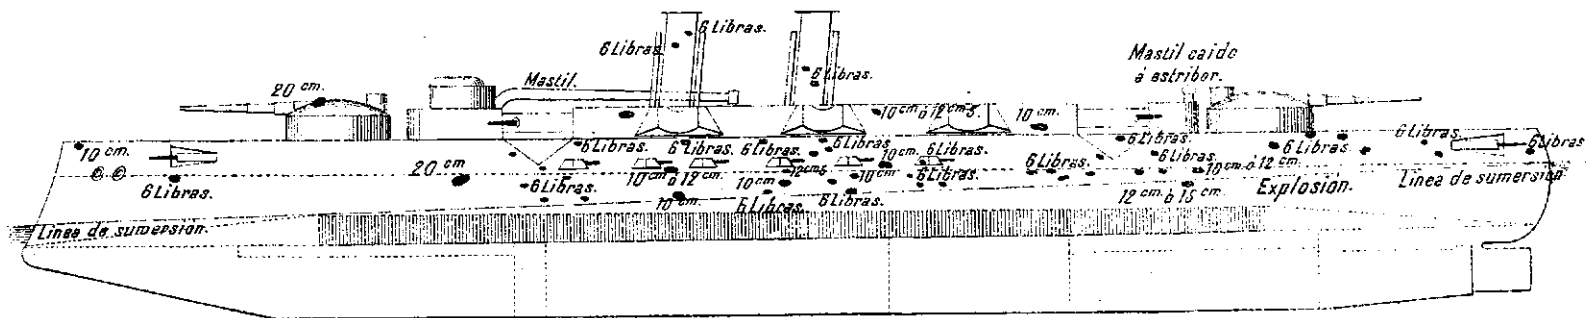 6 Libras.
6 Libras
Mastil caido
á estribor.
20 cm.
Mastil.
6 Libras.
10 cm ó 12 cms.
10 cm.
10 cm.
6 Libras.
6 Libras.
6 Libras.
6 Libras.
6 Libras.
6 Libras.
6 Libras.
6 Libras
20 cm
10 cm ó 12 cm.
12 cms
10 cm.
6 Libras.
6 Libras.
10 cm ó 12 cm.
6 Libras.
6 Libras.
10 cm.
10 cm.
6 Libras.
12 cm. ó 15 cm.
Explosion.
Linea de sumersion
10 cm.
6 Libras.
6 Libras.
Linea de sumersion.